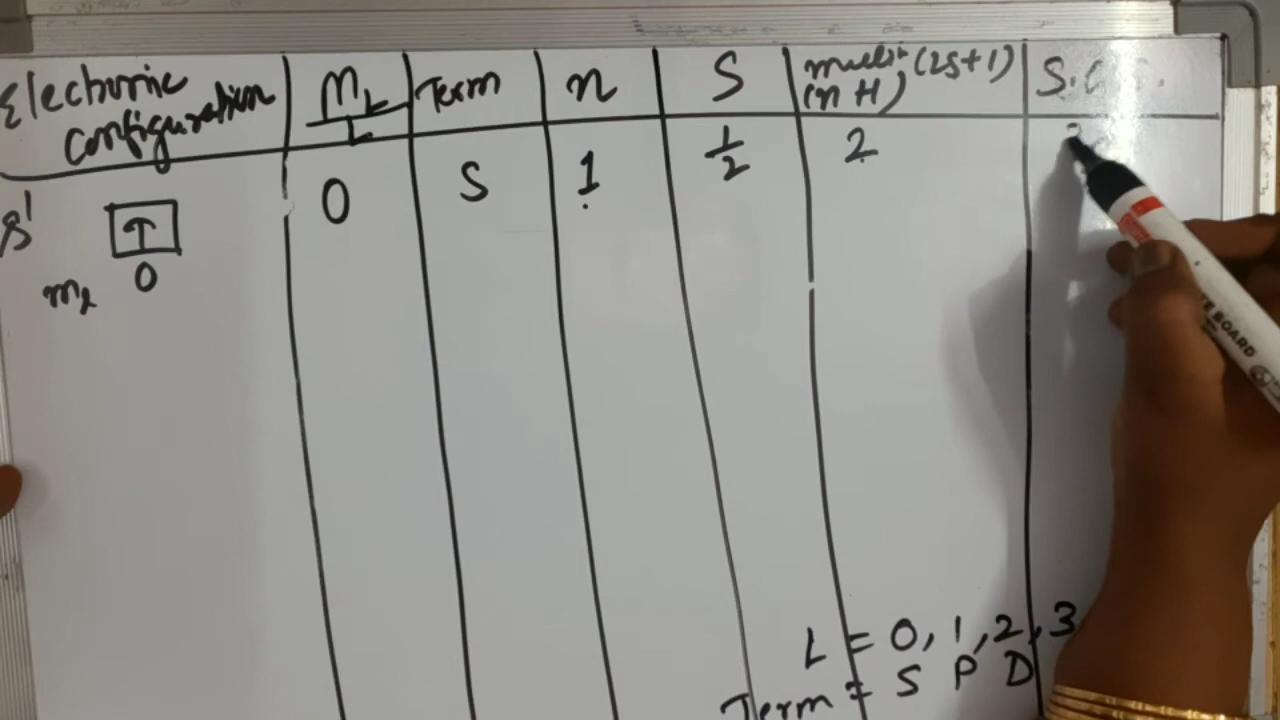 Electronic configuration
M_L
L
Term
n
S
(2s+1)
(n+1)
s¹
↑
0
m_l
0
S
1
1/2
2
L = 0, 1, 2, 3
Term = S P D
BOARD